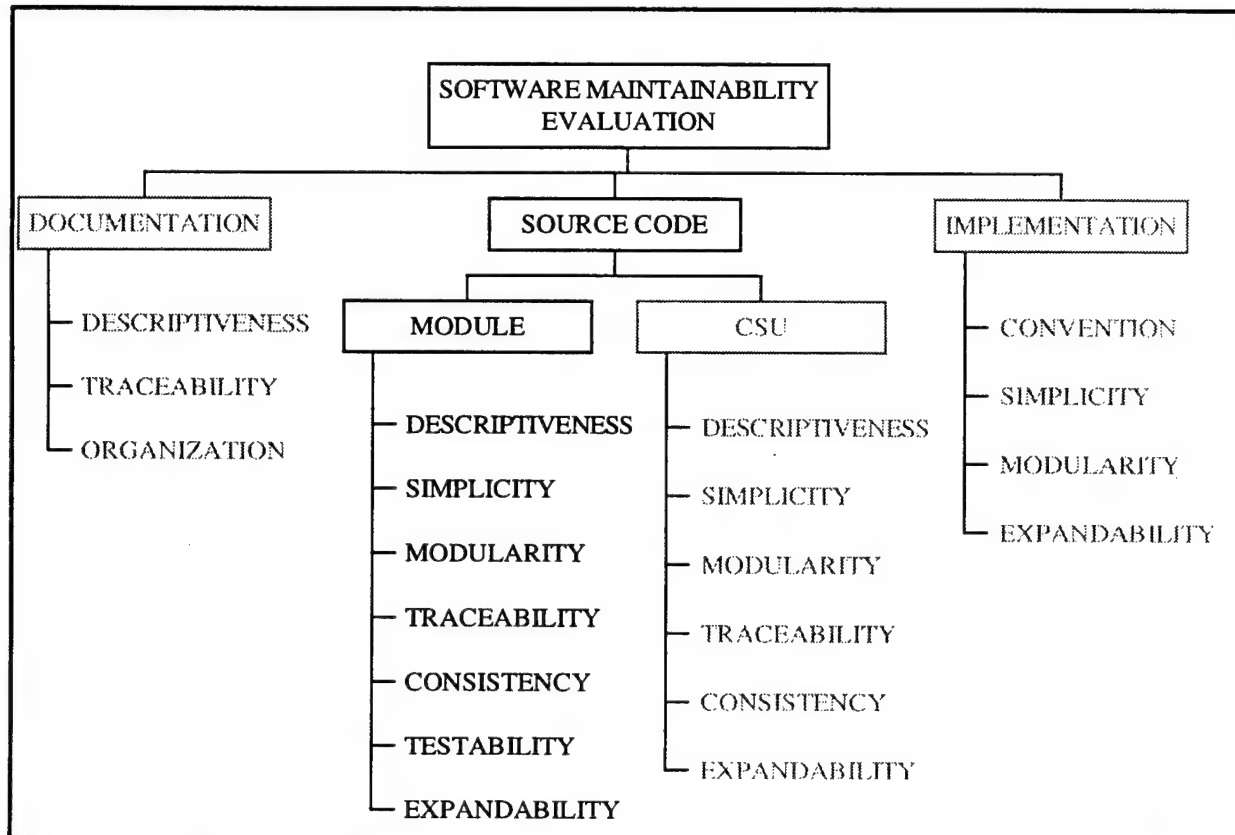 SOFTWARE MAINTAINABILITY
EVALUATION
DOCUMENTATION
SOURCE CODE
IMPLEMENTATION
DESCRIPTIVENESS
TRACEABILITY
ORGANIZATION
MODULE
DESCRIPTIVENESS
SIMPLICITY
MODULARITY
TRACEABILITY
CONSISTENCY
TESTABILITY
EXPANDABILITY
CSU
DESCRIPTIVENESS
SIMPLICITY
MODULARITY
TRACEABILITY
CONSISTENCY
EXPANDABILITY
CONVENTION
SIMPLICITY
MODULARITY
EXPANDABILITY